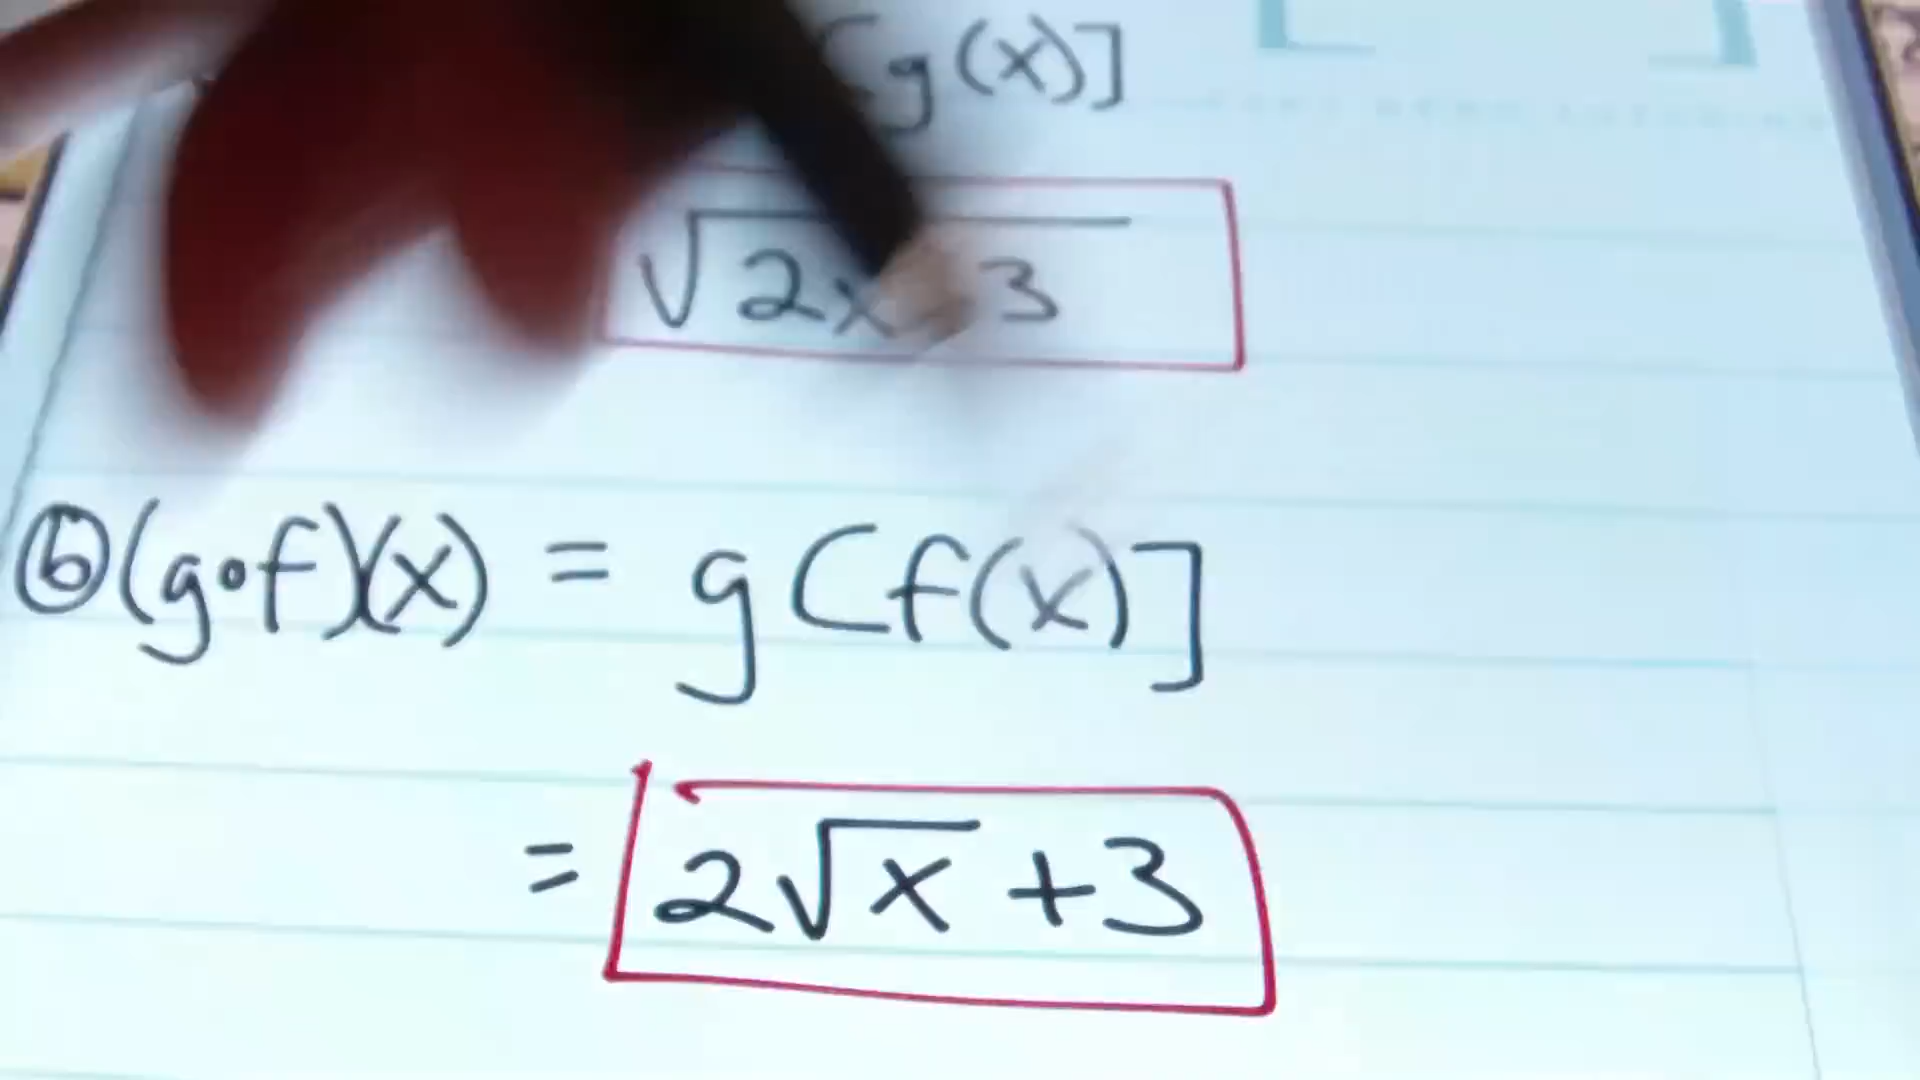 [g(x)]
√2x 3
ⓑ(g∘f)(x) = g[f(x)]
= 2√x + 3